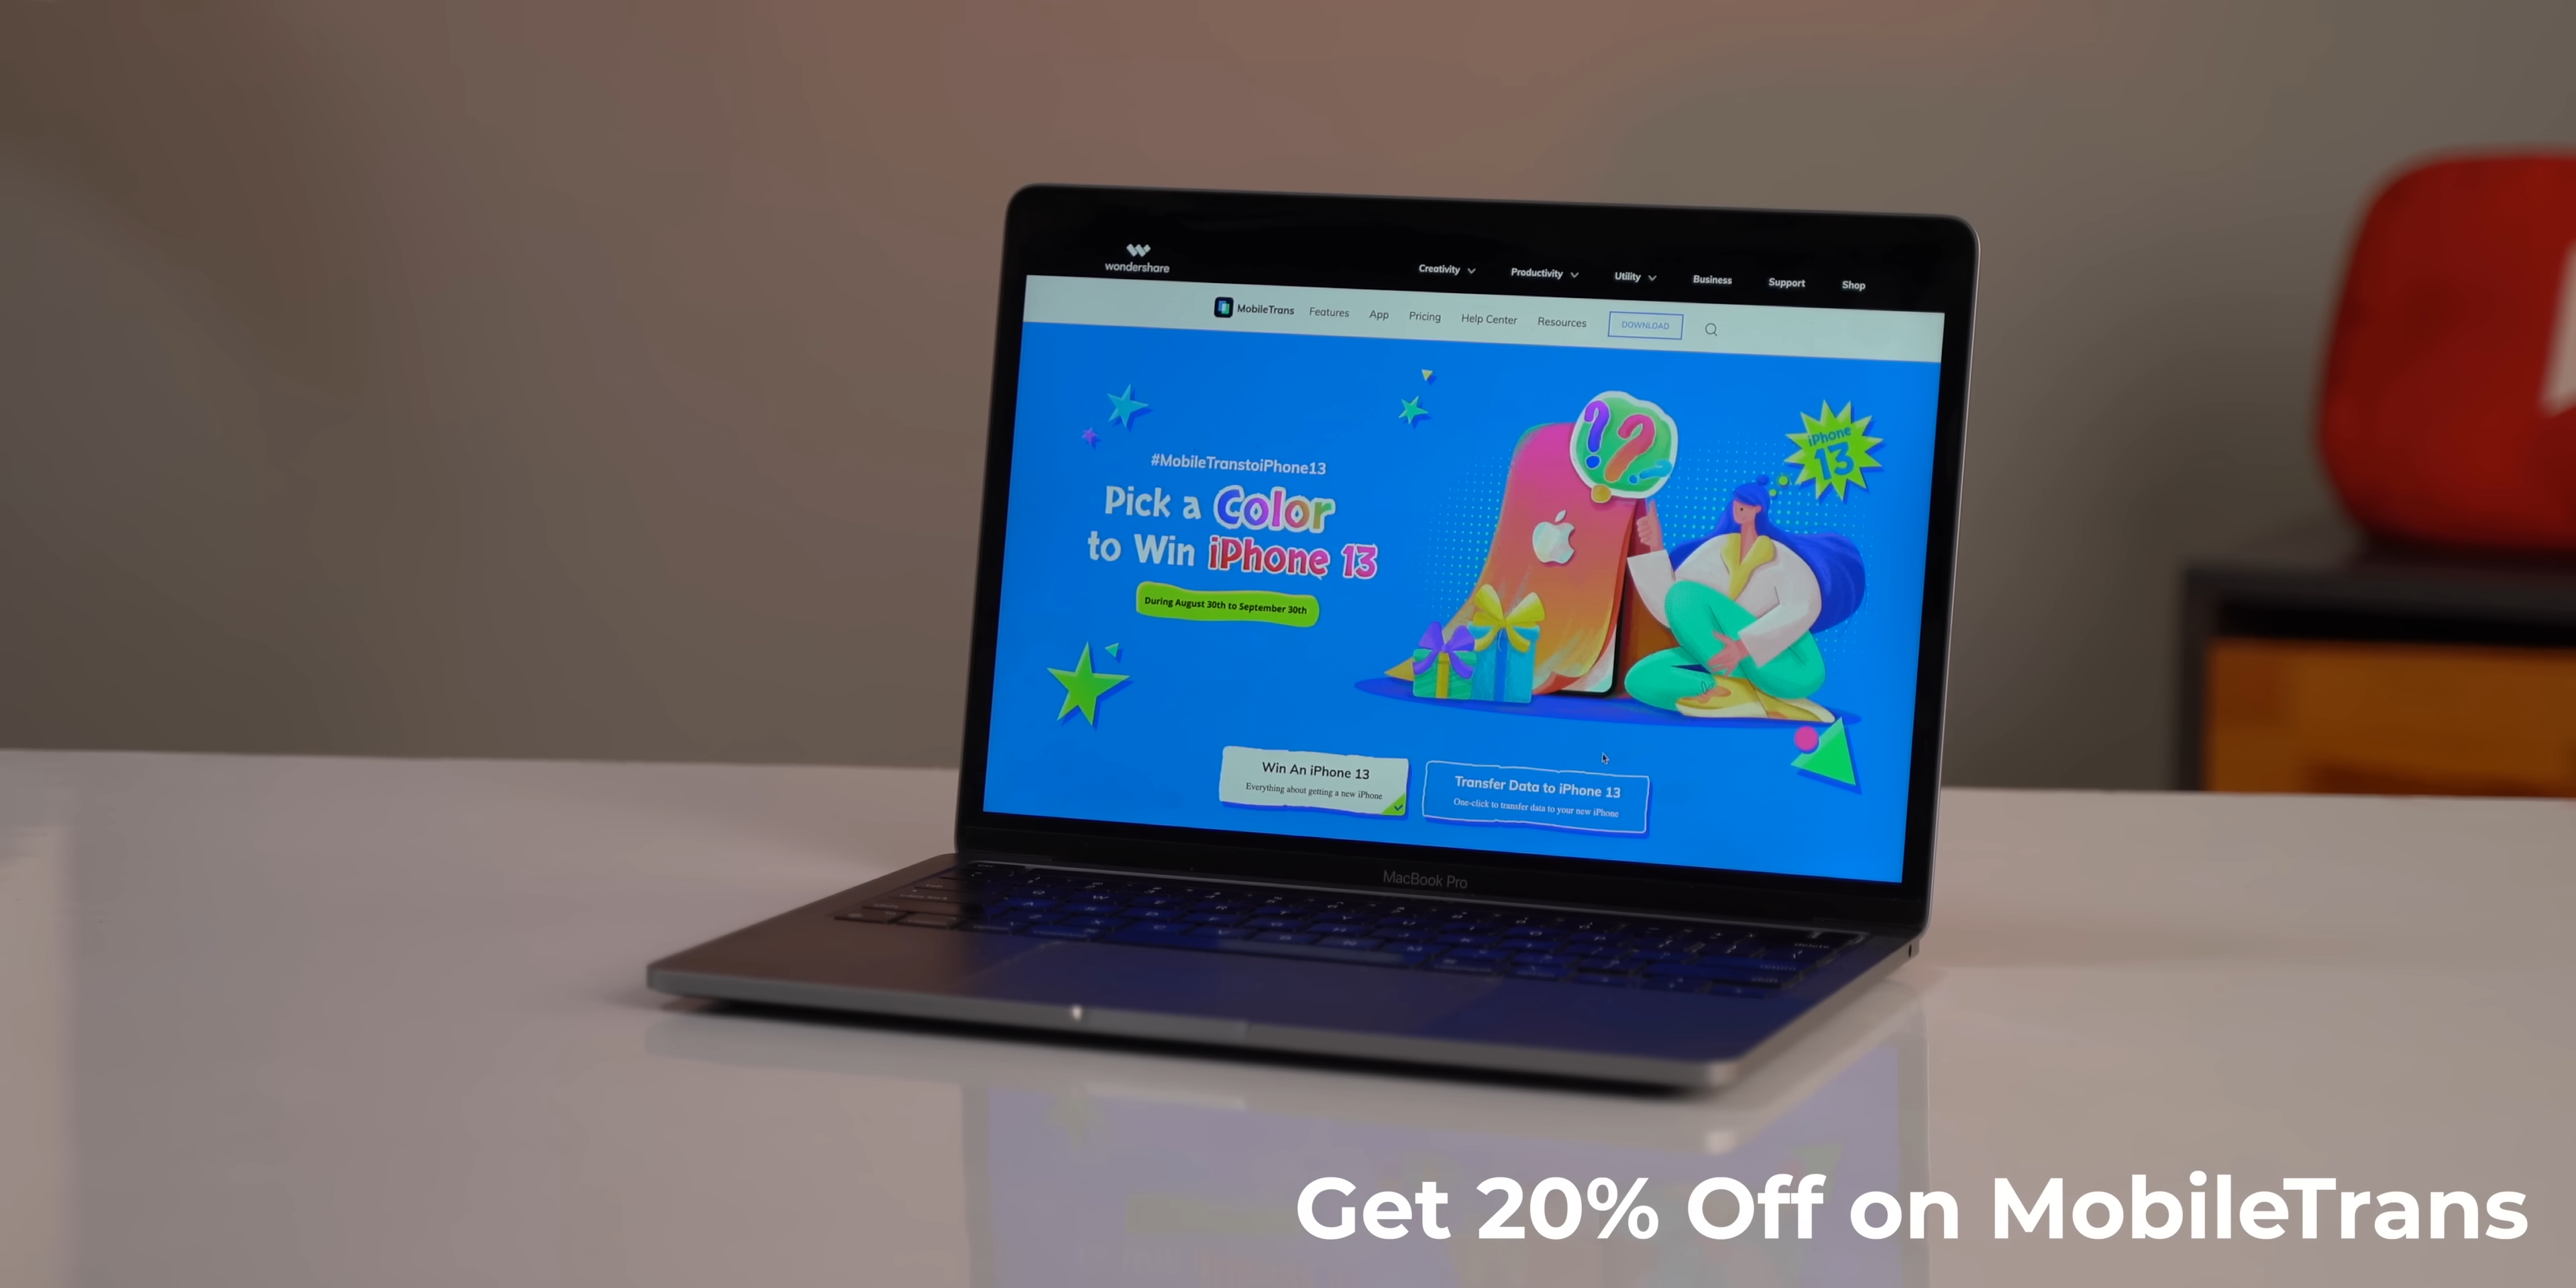 wondershare
Creativity Productivity Utility Business Support Shop
MobileTrans Features App Pricing Help Center Resources DOWNLOAD
#MobileTranstoiPhone13
Pick a Color
to Win iPhone 13
During August 30th to September 30th
iPhone
13
??
Win An iPhone 13
Everything about getting a new iPhone
Transfer Data to iPhone 13
One-click to transfer data to your new iPhone
MacBook Pro
Get 20% Off on MobileTrans